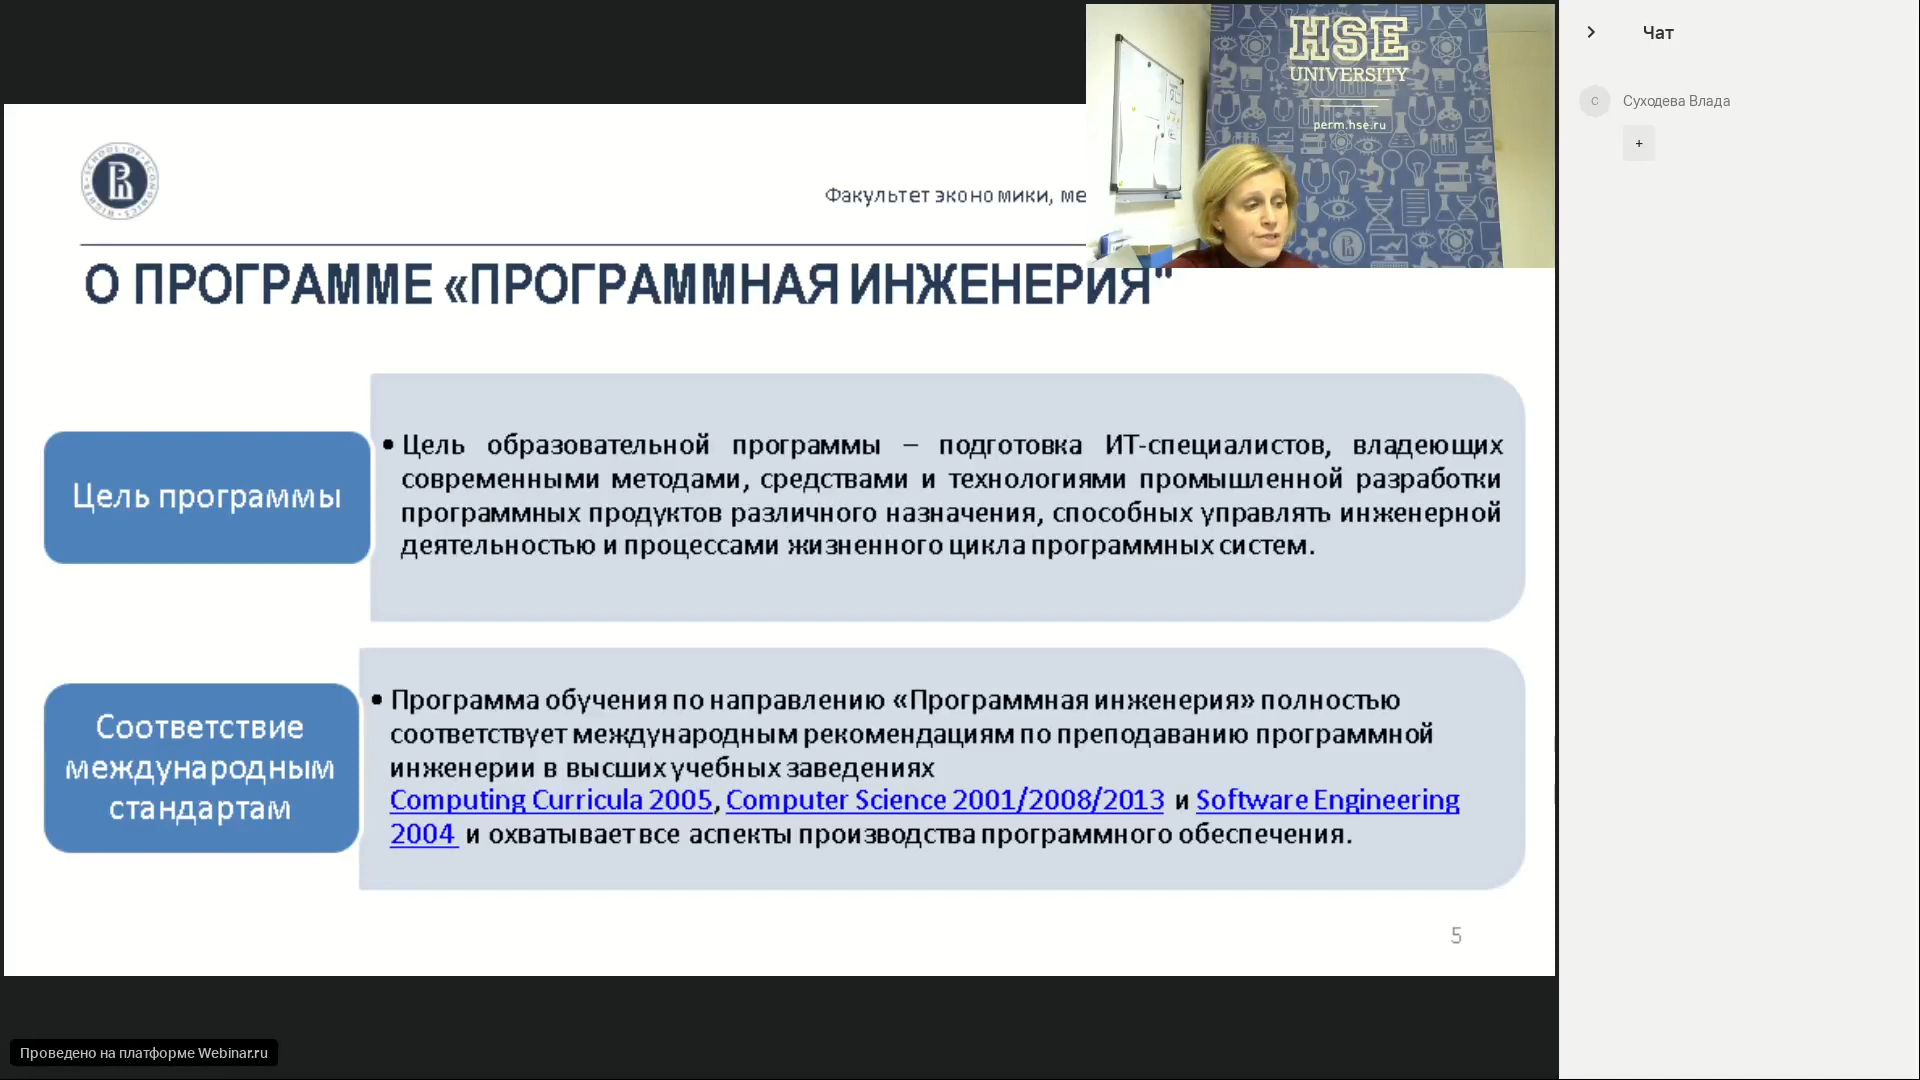 HSE
UNIVERSITY
perm.hse.ru
Чат
С
Суходева Влада
+
HIGHER SCHOOL OF ECONOMICS
Факультет экономики, ме
О ПРОГРАММЕ «ПРОГРАММНАЯ ИНЖЕНЕРИЯ"
Цель программы
• Цель образовательной программы – подготовка ИТ-специалистов, владеющих
современными методами, средствами и технологиями промышленной разработки
программных продуктов различного назначения, способных управлять инженерной
деятельностью и процессами жизненного цикла программных систем.
Соответствие
международным
стандартам
• Программа обучения по направлению «Программная инженерия» полностью
соответствует международным рекомендациям по преподаванию программной
инженерии в высших учебных заведениях
Computing Curricula 2005, Computer Science 2001/2008/2013 и Software Engineering
2004 и охватывает все аспекты производства программного обеспечения.
5
Проведено на платформе Webinar.ru